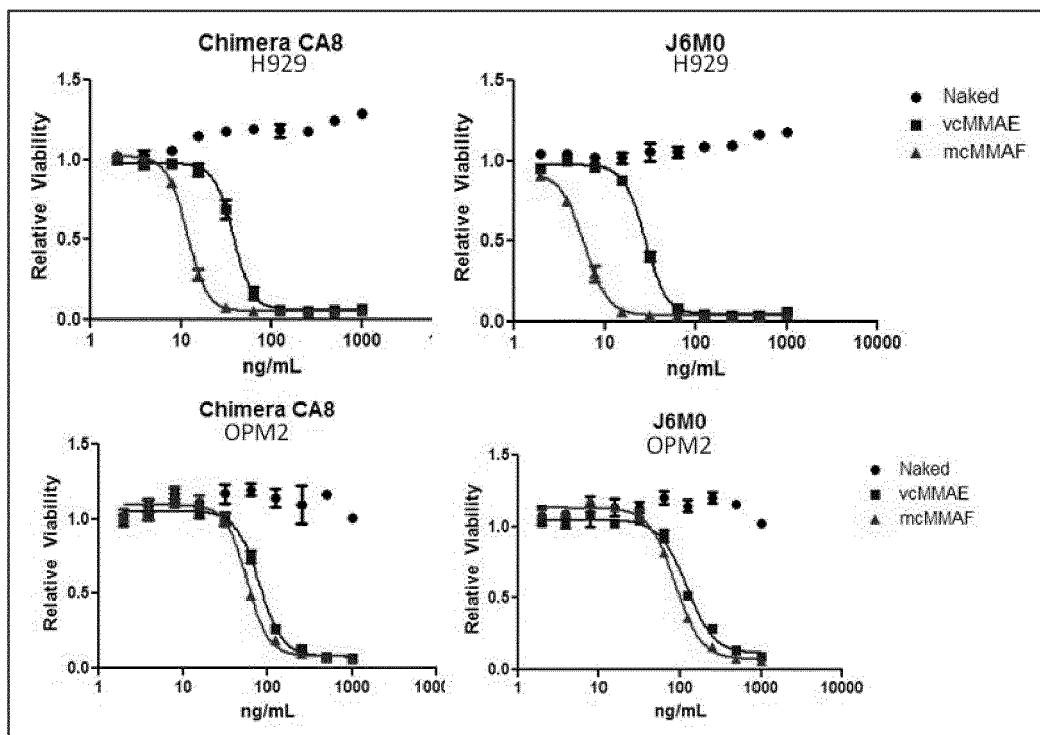 Chimera CA8
H929
1.5
1.0
0.5
0.0
Relative Viability
1
10
100
1000
ng/mL
J6M0
H929
1.5
1.0
0.5
0.0
Relative Viability
1
10
100
1000
10000
ng/mL
Naked
vcMMAE
mcMMAF
Chimera CA8
OPM2
1.5
1.0
0.5
0.0
Relative Viability
1
10
100
1000
1000
ng/mL
J6M0
OPM2
1.5
1.0
0.5
0.0
Relative Viability
1
10
100
1000
10000
ng/mL
Naked
vcMMAE
mcMMAF